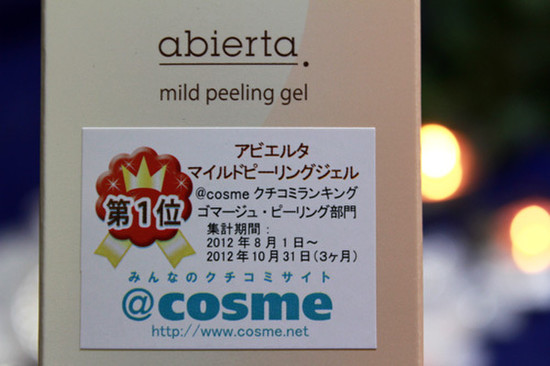 abierta.
mild peeling gel
アビエルタ
マイルドピーリングジェル
@cosme クチコミランキング
ゴマージュ・ピーリング部門
第1位
集計期間:
2012年8月1日～
2012年10月31日(3ヶ月)
みんなのクチコミサイト
@cosme
http://www.cosme.net